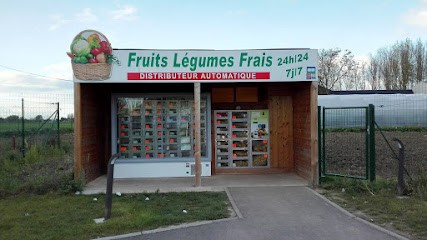 Fruits Légumes Frais
24h/24
7j/7
DISTRIBUTEUR AUTOMATIQUE